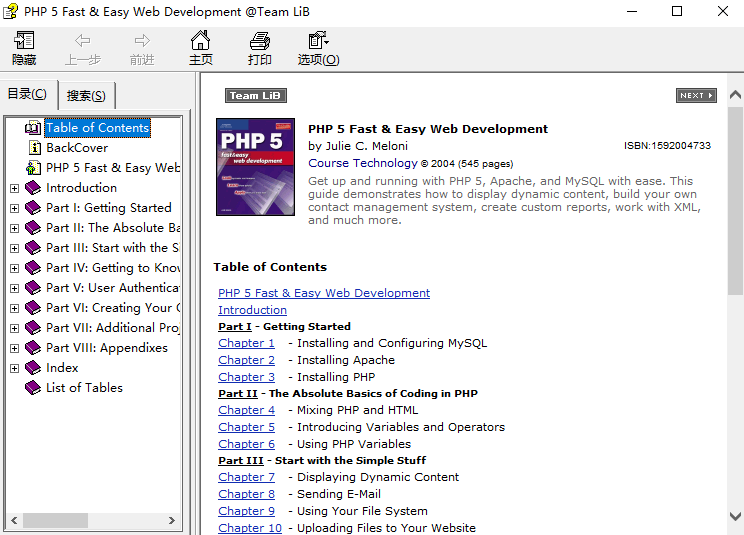 PHP 5 Fast & Easy Web Development @Team LiB
隐藏 上一步 前进 主页 打印 选项(O)
目录(C) 搜索(S)
Table of Contents
BackCover
PHP 5 Fast & Easy Web
Introduction
Part I: Getting Started
Part II: The Absolute Ba
Part III: Start with the S
Part IV: Getting to Know
Part V: User Authentica
Part VI: Creating Your C
Part VII: Additional Proj
Part VIII: Appendixes
Index
List of Tables
Team LiB
NEXT
PHP 5
fast&easy
web development
PHP 5 Fast & Easy Web Development
by Julie C. Meloni
ISBN:1592004733
Course Technology © 2004 (545 pages)
Get up and running with PHP 5, Apache, and MySQL with ease. This
guide demonstrates how to display dynamic content, build your own
contact management system, create custom reports, work with XML,
and much more.
Table of Contents
PHP 5 Fast & Easy Web Development
Introduction
Part I - Getting Started
Chapter 1 - Installing and Configuring MySQL
Chapter 2 - Installing Apache
Chapter 3 - Installing PHP
Part II - The Absolute Basics of Coding in PHP
Chapter 4 - Mixing PHP and HTML
Chapter 5 - Introducing Variables and Operators
Chapter 6 - Using PHP Variables
Part III - Start with the Simple Stuff
Chapter 7 - Displaying Dynamic Content
Chapter 8 - Sending E-Mail
Chapter 9 - Using Your File System
Chapter 10 - Uploading Files to Your Website